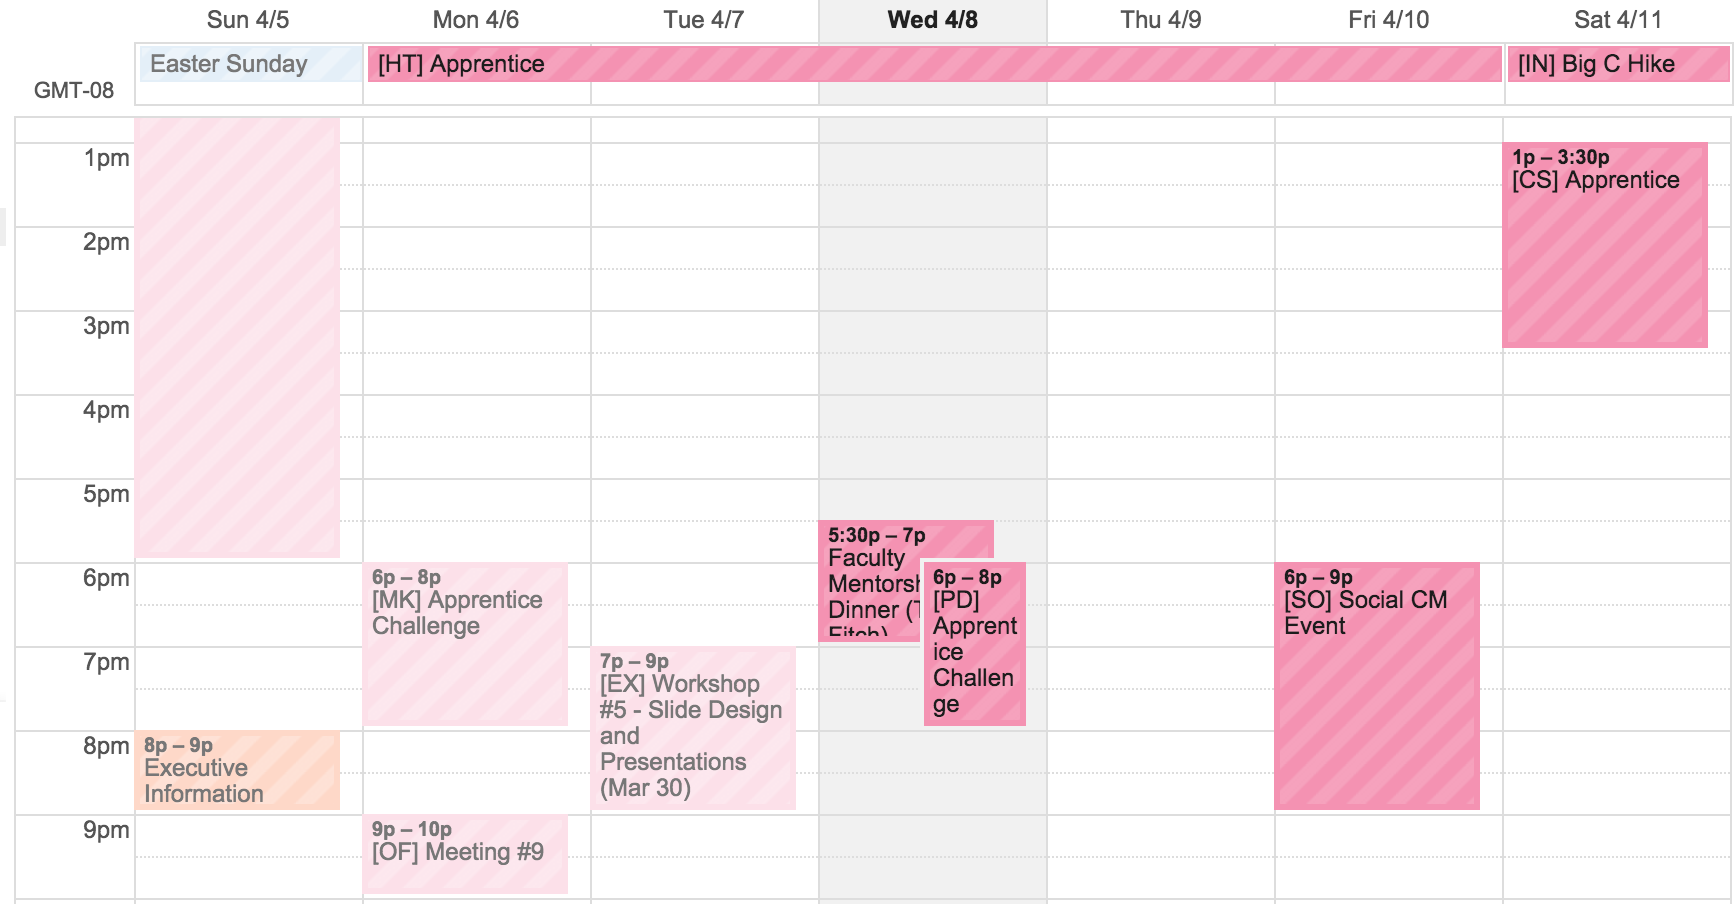 Sun 4/5
Mon 4/6
Tue 4/7
Wed 4/8
Thu 4/9
Fri 4/10
Sat 4/11
GMT-08
Easter Sunday
[HT] Apprentice
[IN] Big C Hike
1pm
2pm
3pm
4pm
5pm
6pm
7pm
8pm
9pm
8p – 9p
Executive
Information
6p – 8p
[MK] Apprentice
Challenge
9p – 10p
[OF] Meeting #9
7p – 9p
[EX] Workshop
#5 - Slide Design
and
Presentations
(Mar 30)
5:30p – 7p
Faculty
Mentorsh
Dinner (T
Fitch)
6p – 8p
[PD]
Apprent
ice
Challen
ge
6p – 9p
[SO] Social CM
Event
1p – 3:30p
[CS] Apprentice